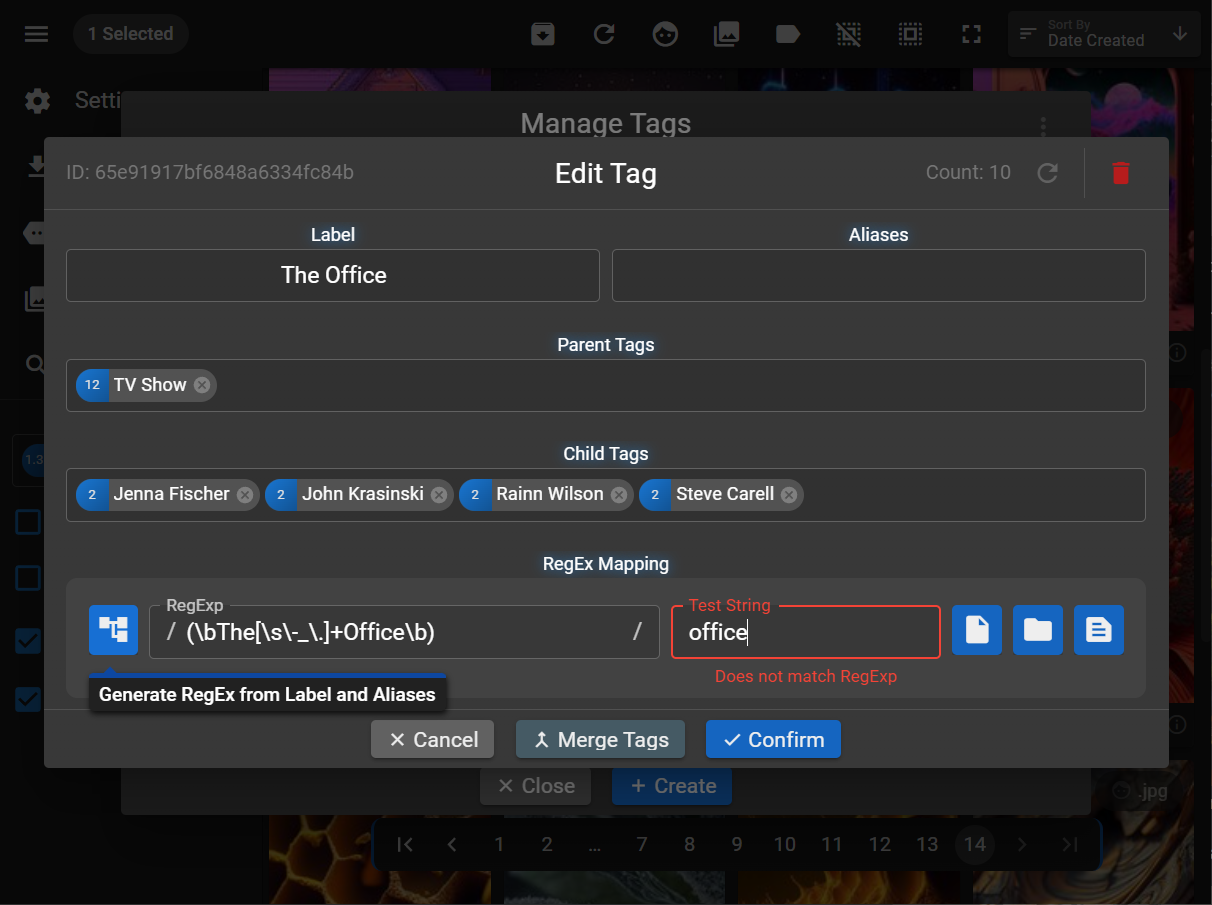 1 Selected
Sort By
Date Created
Setti
Manage Tags
ID: 65e91917bf6848a6334fc84b
Edit Tag
Count: 10
Label
Aliases
The Office
Parent Tags
12 TV Show
Child Tags
2 Jenna Fischer
2 John Krasinski
2 Rainn Wilson
2 Steve Carell
1.3
RegEx Mapping
RegExp
Test String
/ (\bThe[\s\-_\.]+Office\b) /
office
Does not match RegExp
Generate RegEx from Label and Aliases
Cancel
Merge Tags
Confirm
Close
Create
.jpg
1 2 ... 7 8 9 10 11 12 13 14